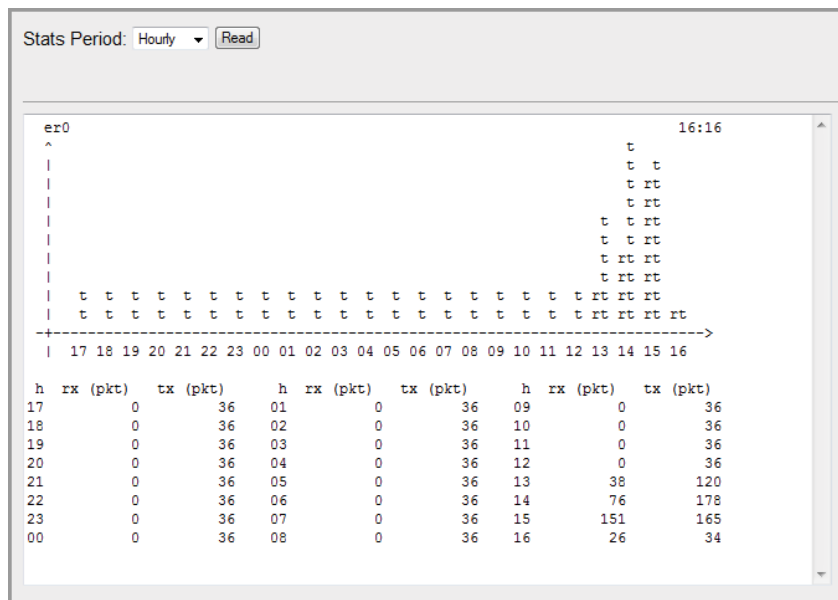 Stats Period: Hourly Read
er0 16:16
^ t
| t t
| t rt
| t rt
| t t rt
| t t rt
| t rt rt
| t rt rt
| t t t t t t t t t t t t t t t t t t t t rt rt rt
| t t t t t t t t t t t t t t t t t t t t rt rt rt rt
-+--------------------------------------------------------------------------->
| 17 18 19 20 21 22 23 00 01 02 03 04 05 06 07 08 09 10 11 12 13 14 15 16
h rx (pkt) tx (pkt) h rx (pkt) tx (pkt) h rx (pkt) tx (pkt)
17 0 36 01 0 36 09 0 36
18 0 36 02 0 36 10 0 36
19 0 36 03 0 36 11 0 36
20 0 36 04 0 36 12 0 36
21 0 36 05 0 36 13 38 120
22 0 36 06 0 36 14 76 178
23 0 36 07 0 36 15 151 165
00 0 36 08 0 36 16 26 34